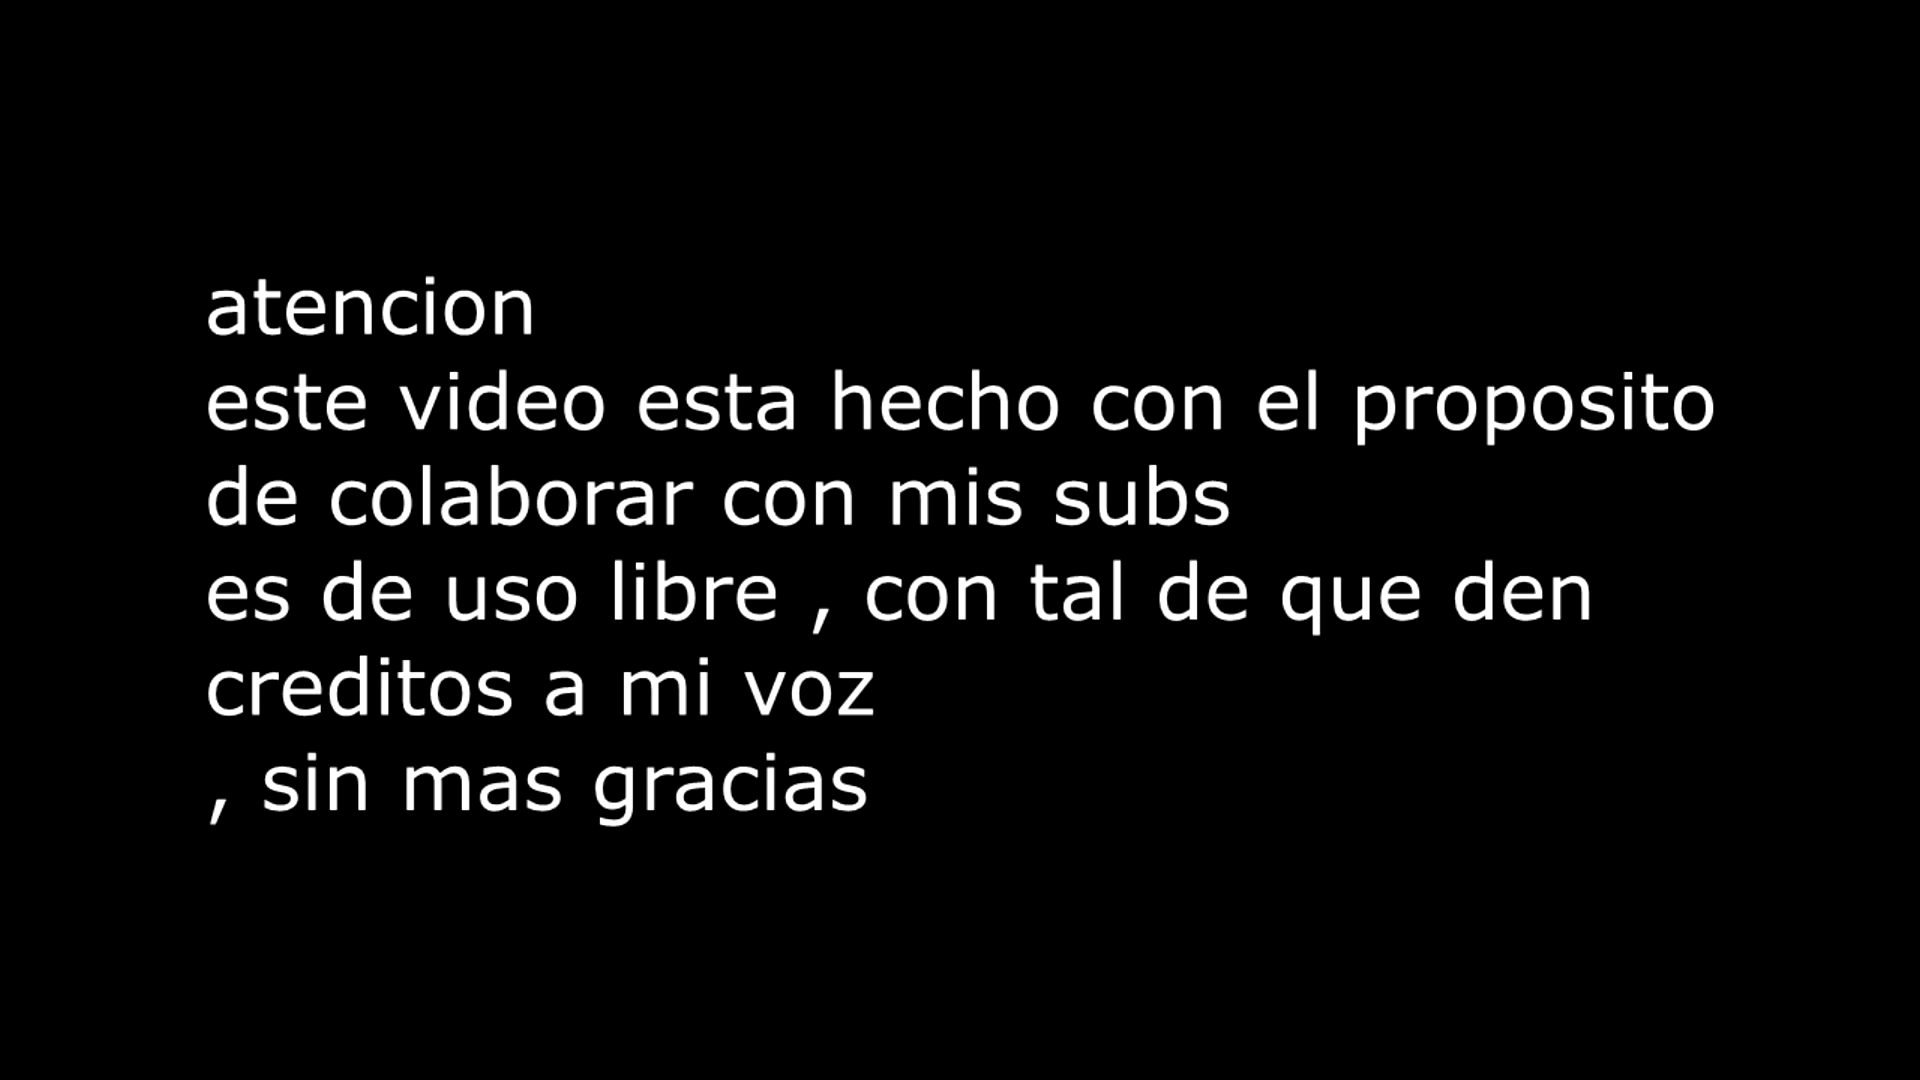 atencion
este video esta hecho con el proposito
de colaborar con mis subs
es de uso libre , con tal de que den
creditos a mi voz
, sin mas gracias